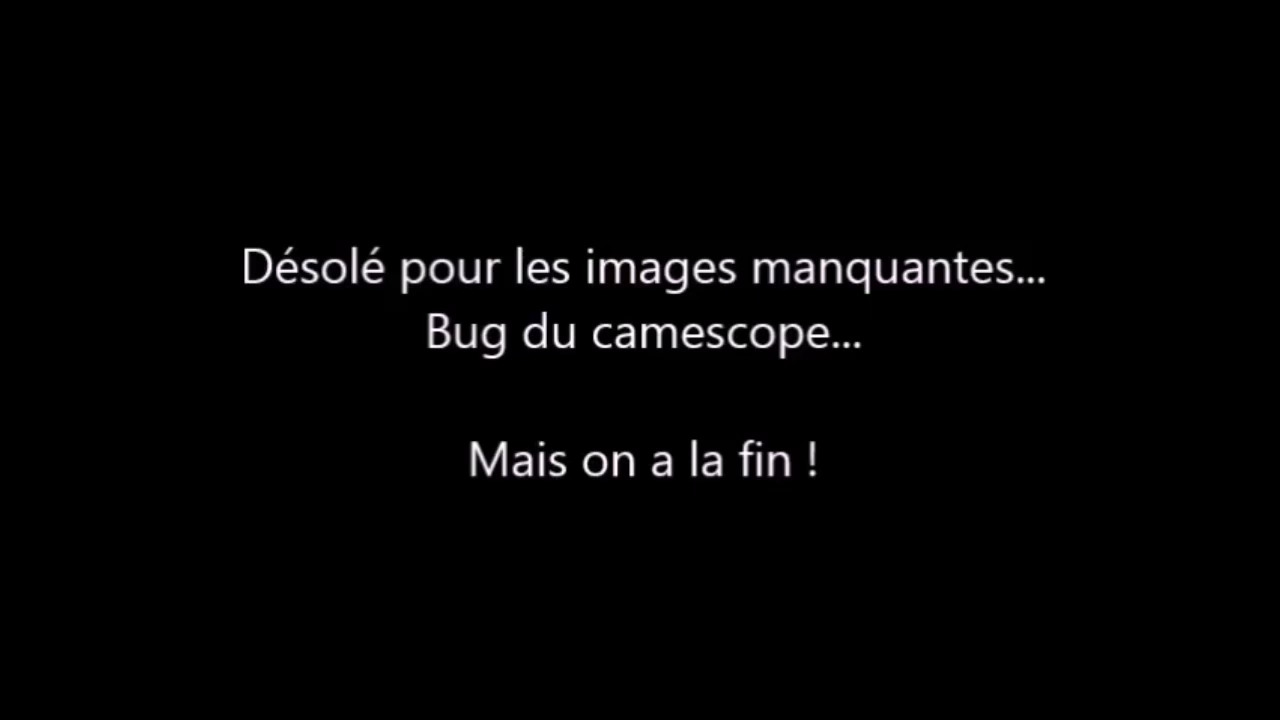 Désolé pour les images manquantes...
Bug du camescope...
Mais on a la fin !